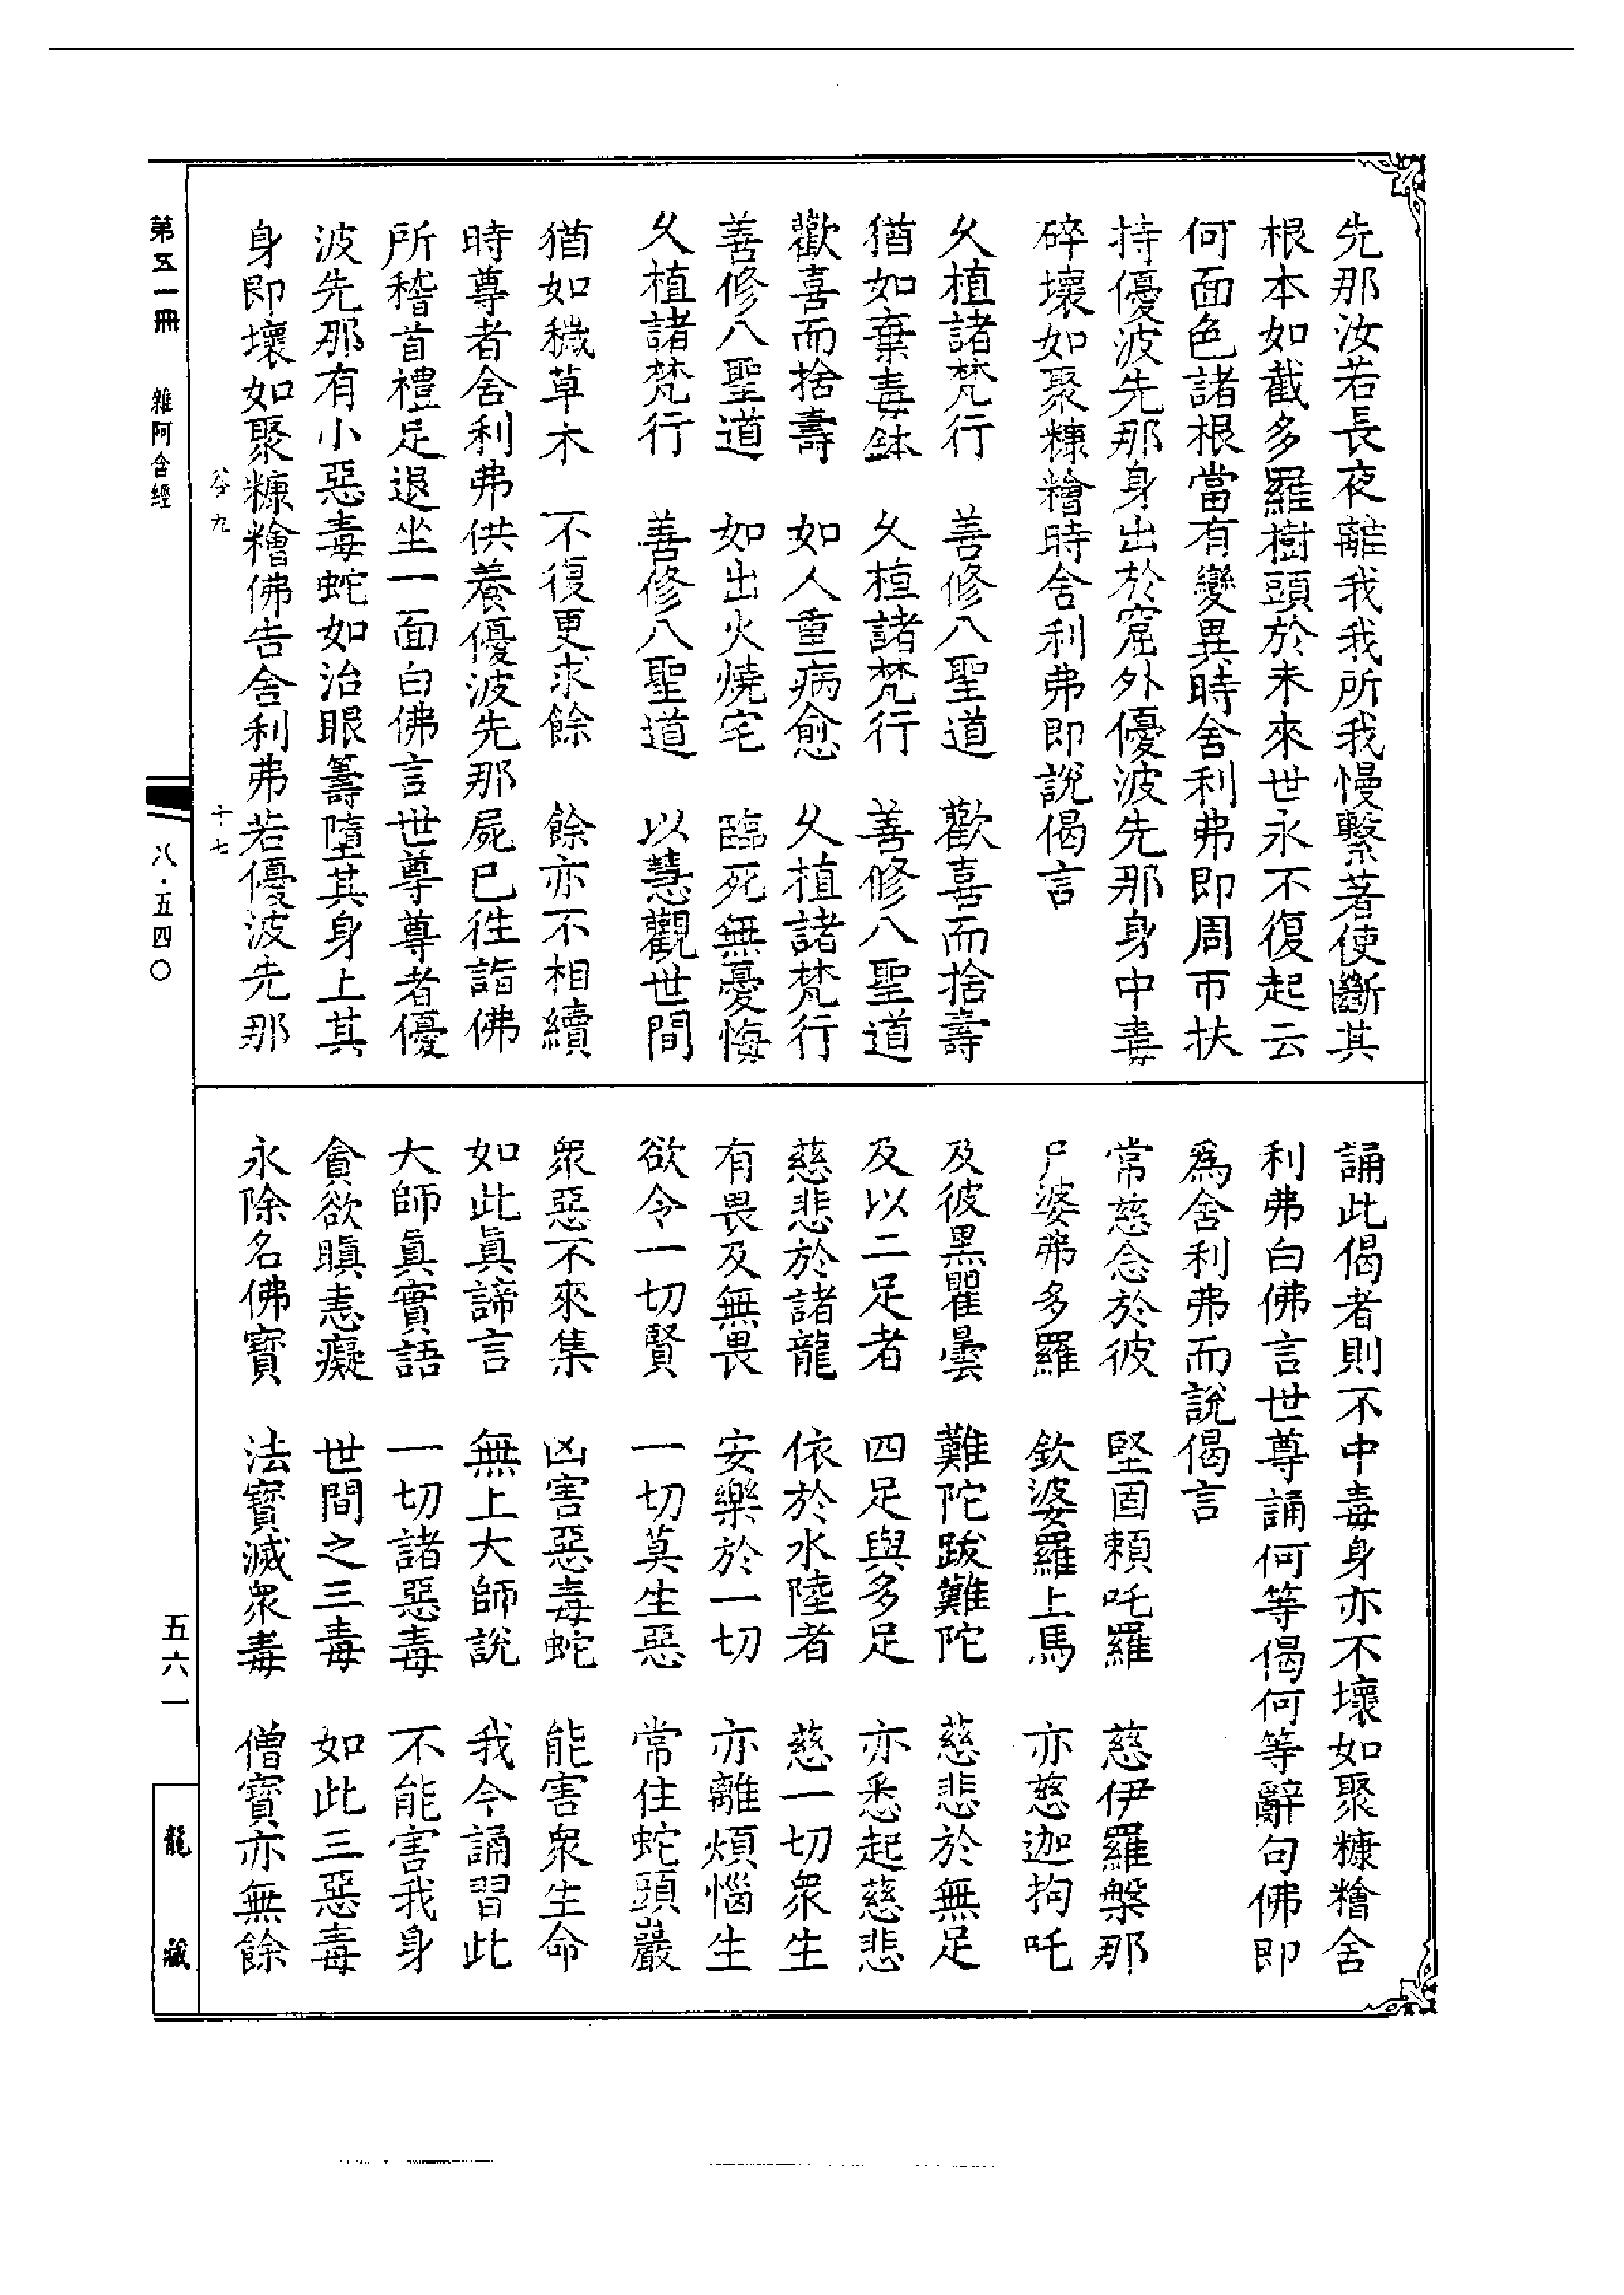 先那汝若長夜離我我所我慢繫著使斷其
根本如截多羅樹頭於未來世永不復起云
何面色諸根當有變異時舍利弗即周帀扶
持優波先那身出於窟外優波先那身中毒
碎壞如聚糠糩時舍利弗即說偈言
久植諸梵行 善修八聖道 歡喜而捨壽
猶如棄毒鉢 久植諸梵行 善修八聖道
歡喜而捨壽 如人重病愈 久植諸梵行
善修八聖道 如出火燒宅 臨死無憂悔
久植諸梵行 善修八聖道 以慧觀世間
猶如穢草木 不復更求餘 餘亦不相續
時尊者舍利弗供養優波先那屍已往詣佛
所稽首禮足退坐一面白佛言世尊尊者優
波先那有小惡毒蛇如治眼籌墮其身上其
身即壞如聚糠糩佛告舍利弗若優波先那
誦此偈者則不中毒身亦不壞如聚糠糩舍
利弗白佛言世尊誦何等偈何等辭句佛即
爲舍利弗而說偈言
常慈念於彼 堅固賴吒羅 慈伊羅槃那
尸婆弗多羅 欽婆羅上馬 亦慈迦拘吒
及彼黑瞿曇 難陀跋難陀 慈悲於無足
及以二足者 四足與多足 亦悉起慈悲
慈悲於諸龍 依於水陸者 慈一切衆生
有畏及無畏 安樂於一切 亦離煩惱生
欲令一切賢 一切莫生惡 常住蛇頭巖
衆惡不來集 凶害惡毒蛇 能害衆生命
如此眞諦言 無上大師說 我今誦習此
大師眞實語 一切諸惡毒 不能害我身
貪欲瞋恚癡 世間之三毒 如此三惡毒
永除名佛寶 法寶滅衆毒 僧寶亦無餘
谷九 十七
第五一冊 雜阿含經 八·五四〇 五六一 龍藏